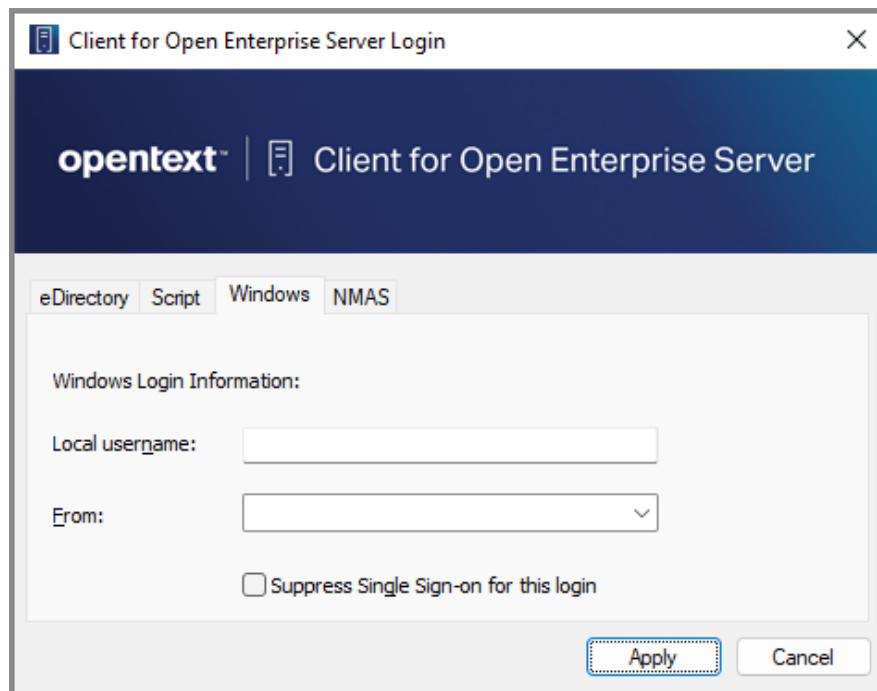 Client for Open Enterprise Server Login
opentext™ | Client for Open Enterprise Server
eDirectory Script Windows NMAS
Windows Login Information:
Local username:
From:
Suppress Single Sign-on for this login
Apply Cancel